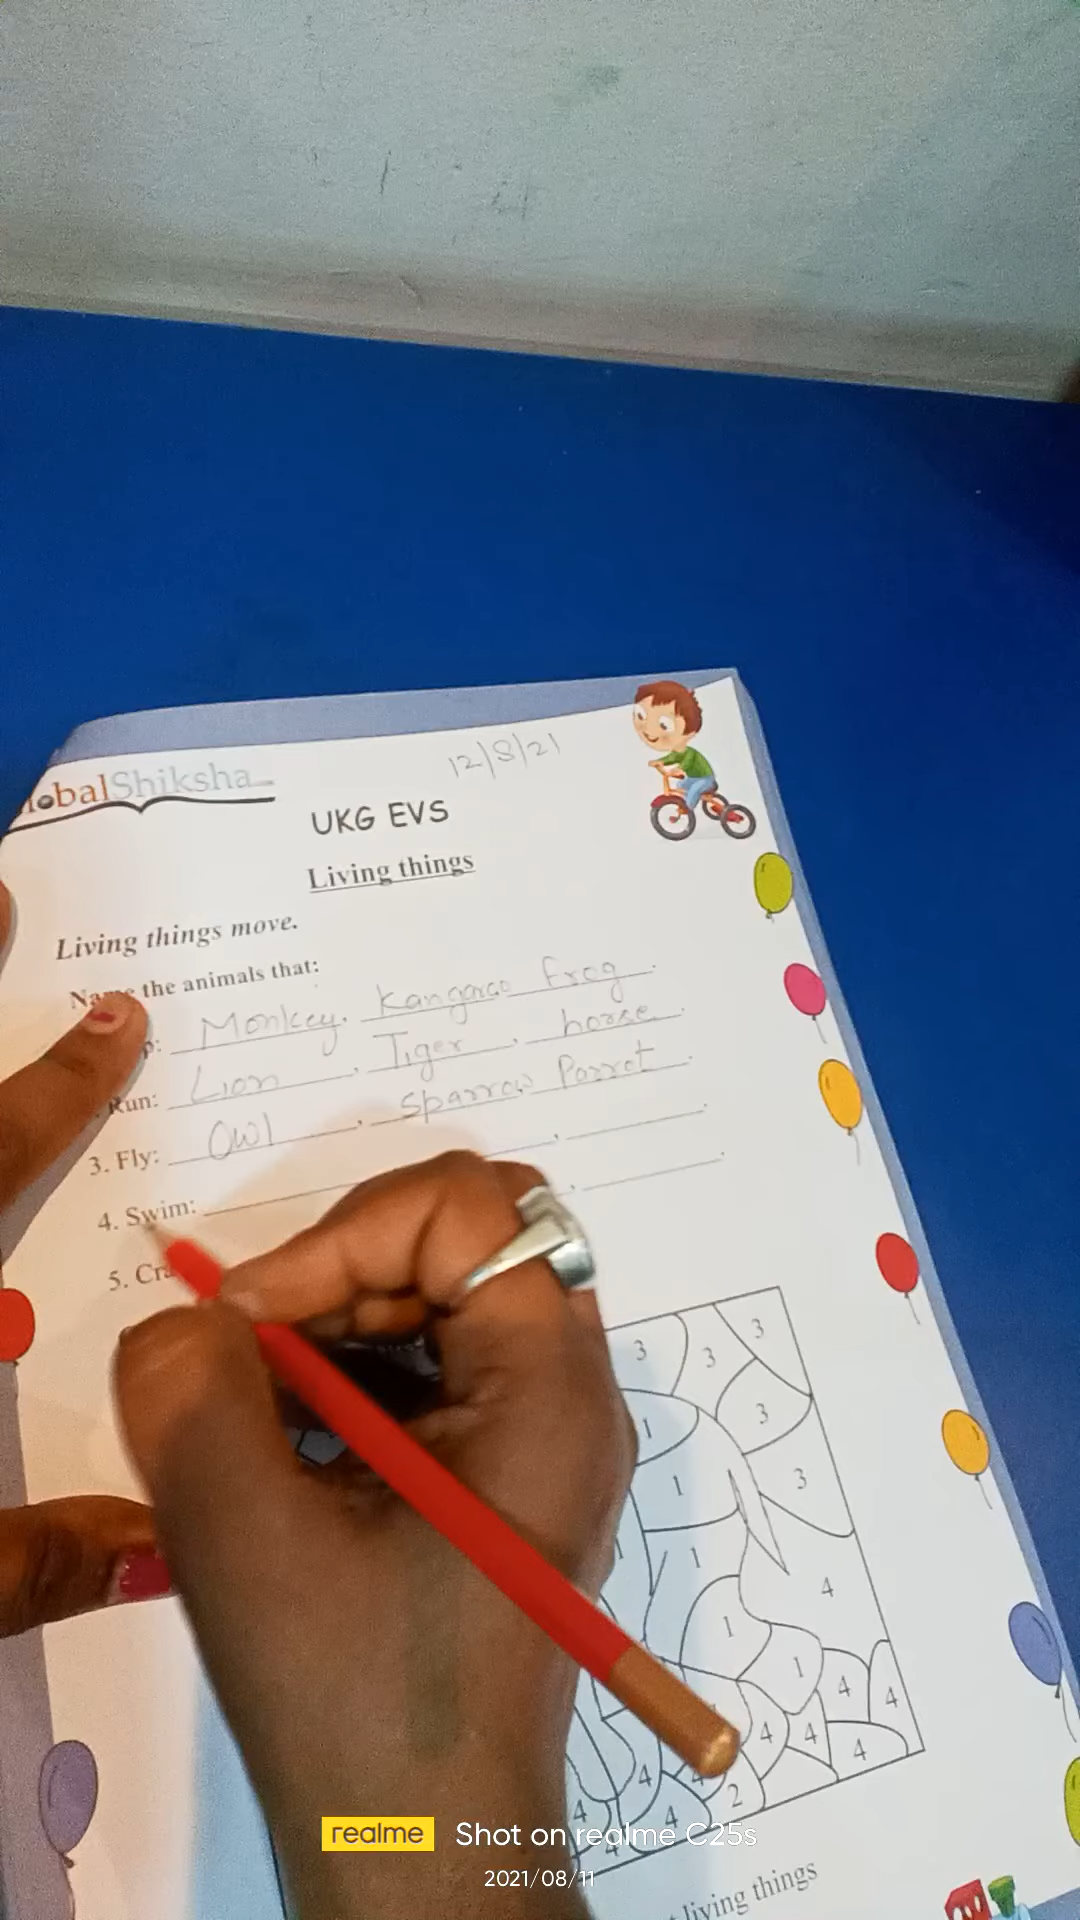 obalShiksha
12/8/21
UKG EVS
Living things
Living things move.
the animals that:
Monkey, Kangaroo Frog.
Run: Lion, Tiger, horse.
3. Fly: Owl, Sparrow Parrot.
4. Swim:
5. Cra
3 3 3
1 3
1 3
1 4
1
1 4 4
4 4 4
4 4 2
4 4
living things
realme Shot on realme C25s
2021/08/11